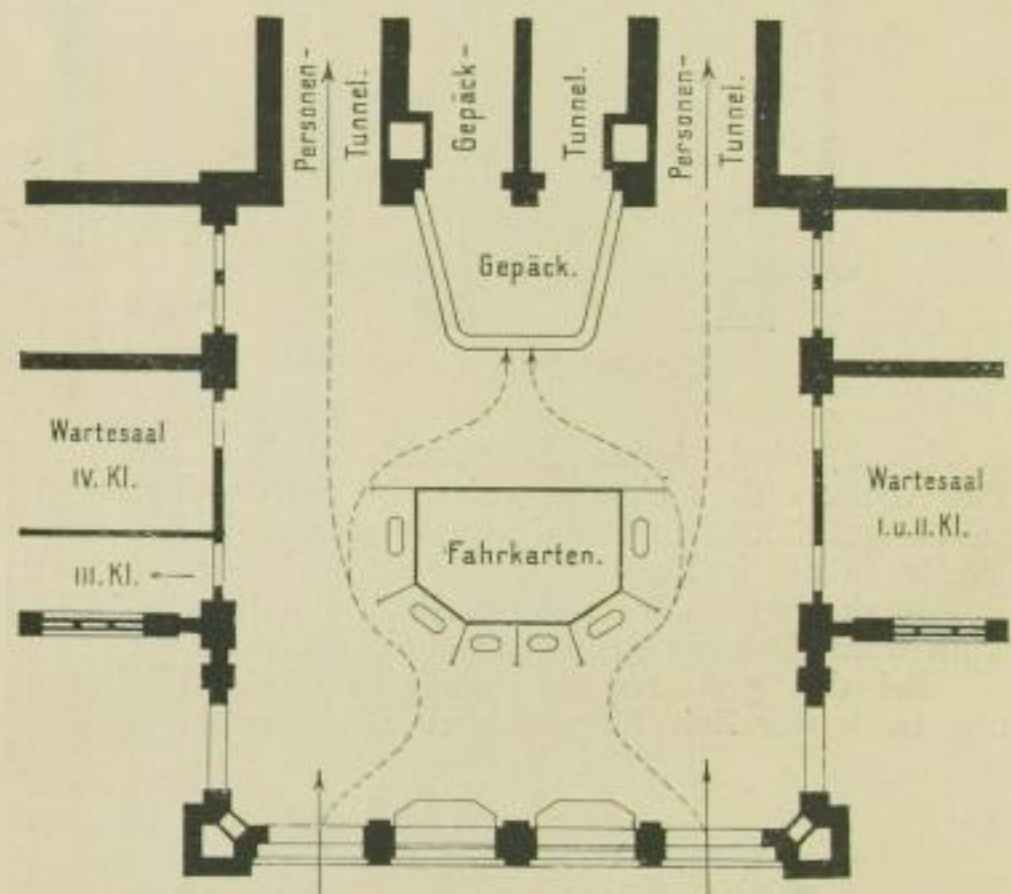 Personen-
Tunnel.
Gepäck-
Tunnel.
Personen-
Tunnel.
Gepäck.
Wartesaal
IV. Kl.
III. Kl.
Fahrkarten.
Wartesaal
I. u. II. Kl.